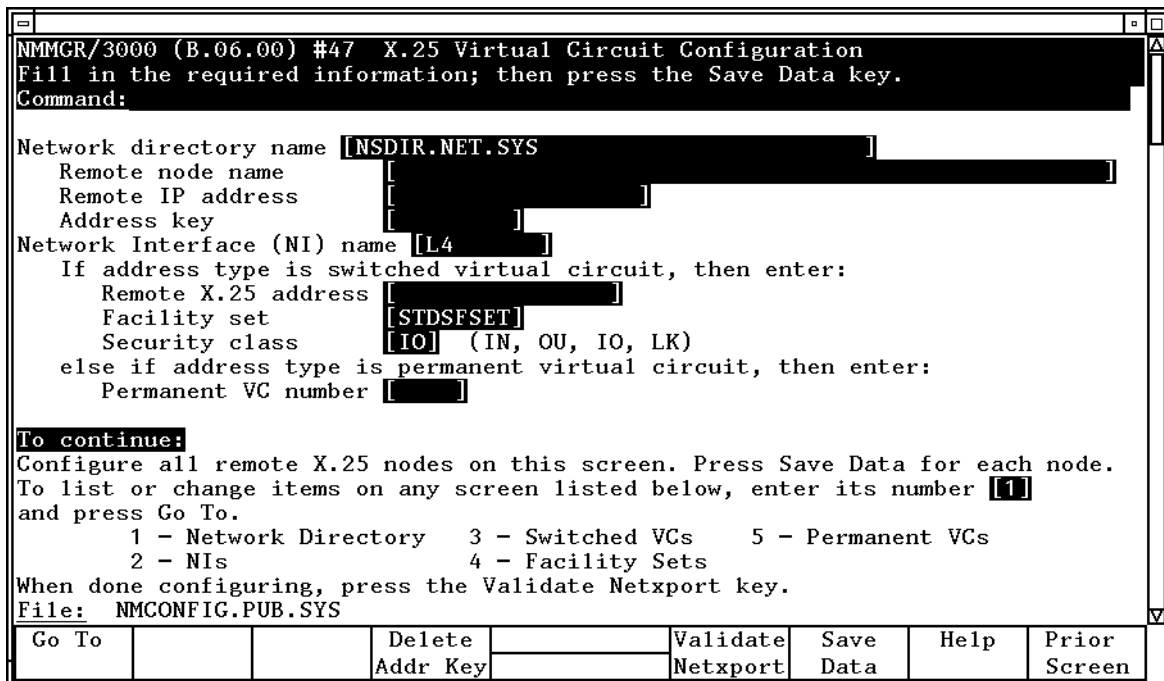 NMMGR/3000 (B.06.00) #47  X.25 Virtual Circuit Configuration
Fill in the required information; then press the Save Data key.
Command:
Network directory name [NSDIR.NET.SYS                       ]
Remote node name       [                                                  ]
Remote IP address      [                 ]
Address key            [        ]
Network Interface (NI) name [L4      ]
If address type is switched virtual circuit, then enter:
Remote X.25 address [               ]
Facility set        [STDSFSET]
Security class      [IO]  (IN, OU, IO, LK)
else if address type is permanent virtual circuit, then enter:
Permanent VC number [    ]
To continue:
Configure all remote X.25 nodes on this screen. Press Save Data for each node.
To list or change items on any screen listed below, enter its number [1]
and press Go To.
1 - Network Directory   3 - Switched VCs    5 - Permanent VCs
2 - NIs                 4 - Facility Sets
When done configuring, press the Validate Netxport key.
File:  NMCONFIG.PUB.SYS
Go To   Delete   Validate   Save   Help   Prior
Addr Key   Netxport   Data   Screen